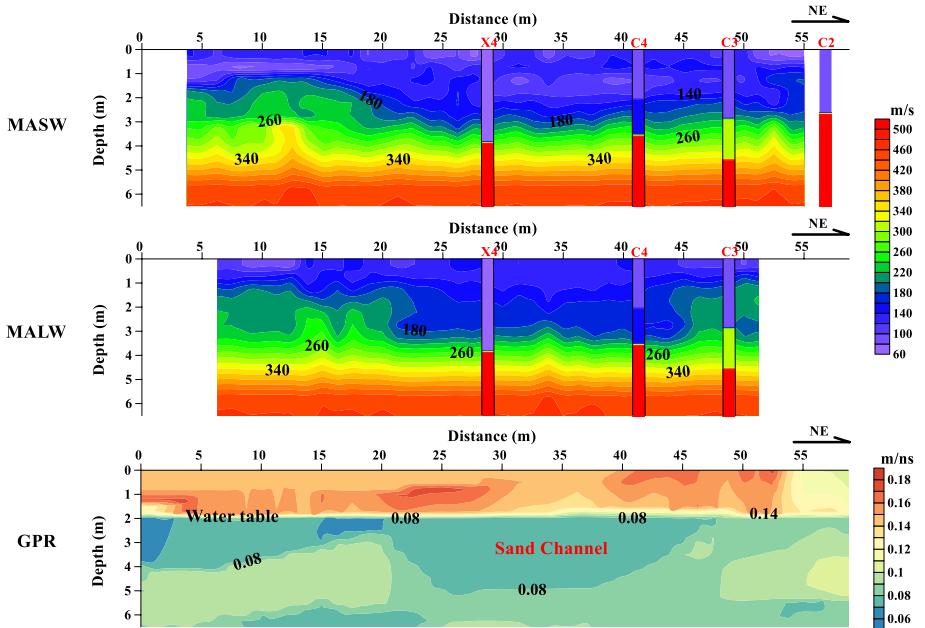 Distance (m)
NE
0 5 10 15 20 25 30 35 40 45 50 55
X4 C4 C3 C2
MASW
Depth (m)
0
1
2
3
4
5
6
180
140
260
180
260
340
340
340
m/s
500
460
420
380
340
300
260
220
180
140
100
60
Distance (m)
NE
0 5 10 15 20 25 30 35 40 45 50 55
X4 C4 C3
MALW
Depth (m)
0
1
2
3
4
5
6
180
260
260
260
340
340
Distance (m)
NE
0 5 10 15 20 25 30 35 40 45 50 55
GPR
Depth (m)
0
1
2
3
4
5
6
Water table
0.08
0.08
0.14
Sand Channel
0.08
0.08
m/ns
0.18
0.16
0.14
0.12
0.1
0.08
0.06